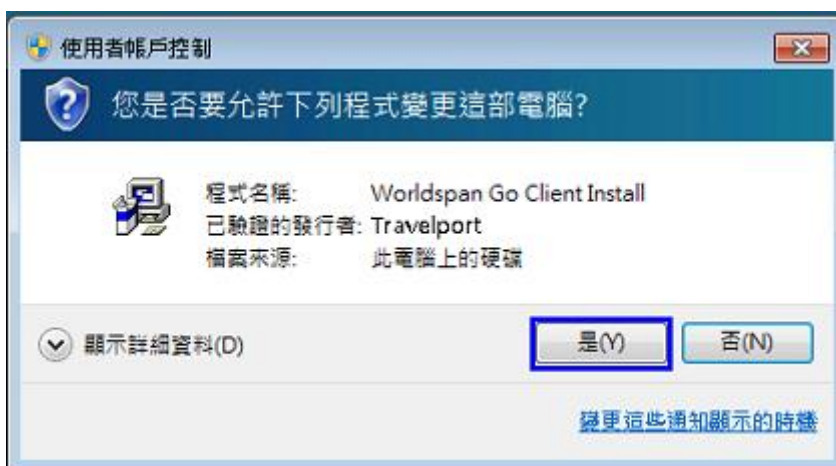 使用者帳戶控制
您是否要允許下列程式變更這部電腦?
程式名稱: Worldspan Go Client Install
已驗證的發行者: Travelport
檔案來源: 此電腦上的硬碟
顯示詳細資料(D) 是(Y) 否(N)
變更這些通知顯示的時機